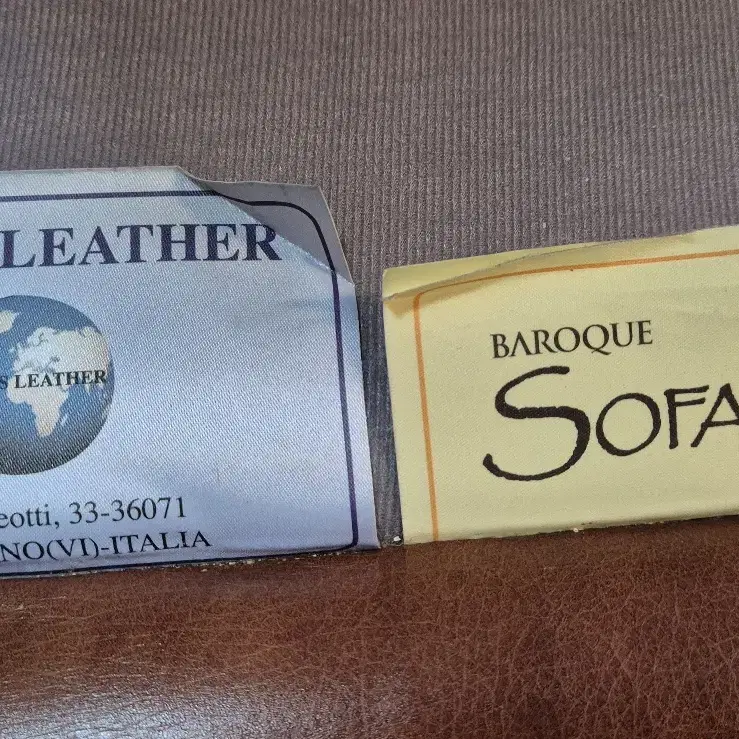 LEATHER
S LEATHER
eotti, 33-36071
NO(VI)-ITALIA
BAROQUE
SOFA